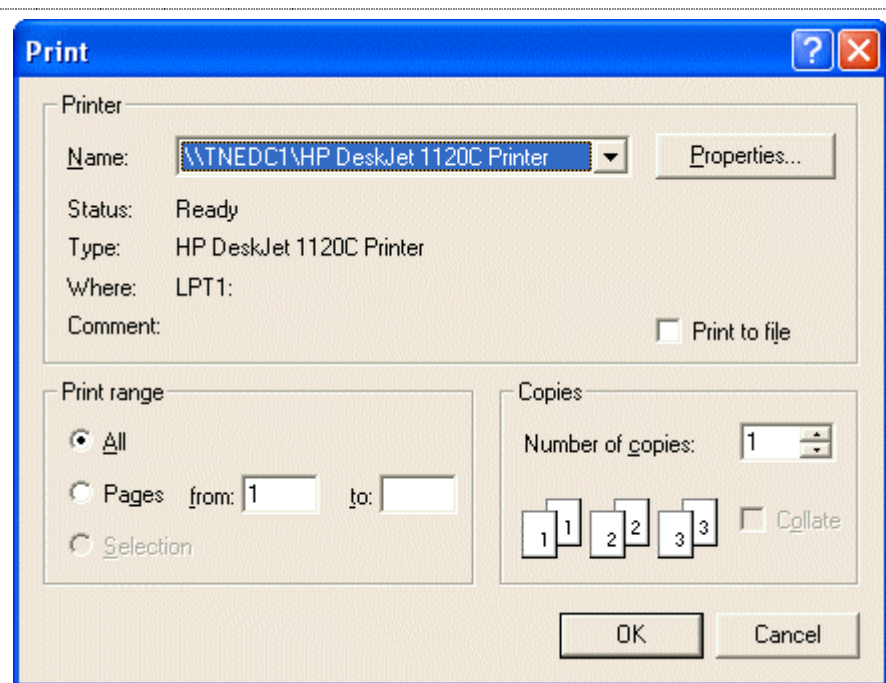 Print
Printer
Name: \\TNEDC1\HP DeskJet 1120C Printer Properties...
Status: Ready
Type: HP DeskJet 1120C Printer
Where: LPT1:
Comment: Print to file
Print range
All
Pages from: 1 to:
Selection
Copies
Number of copies: 1
1 1 2 2 3 3 Collate
OK Cancel